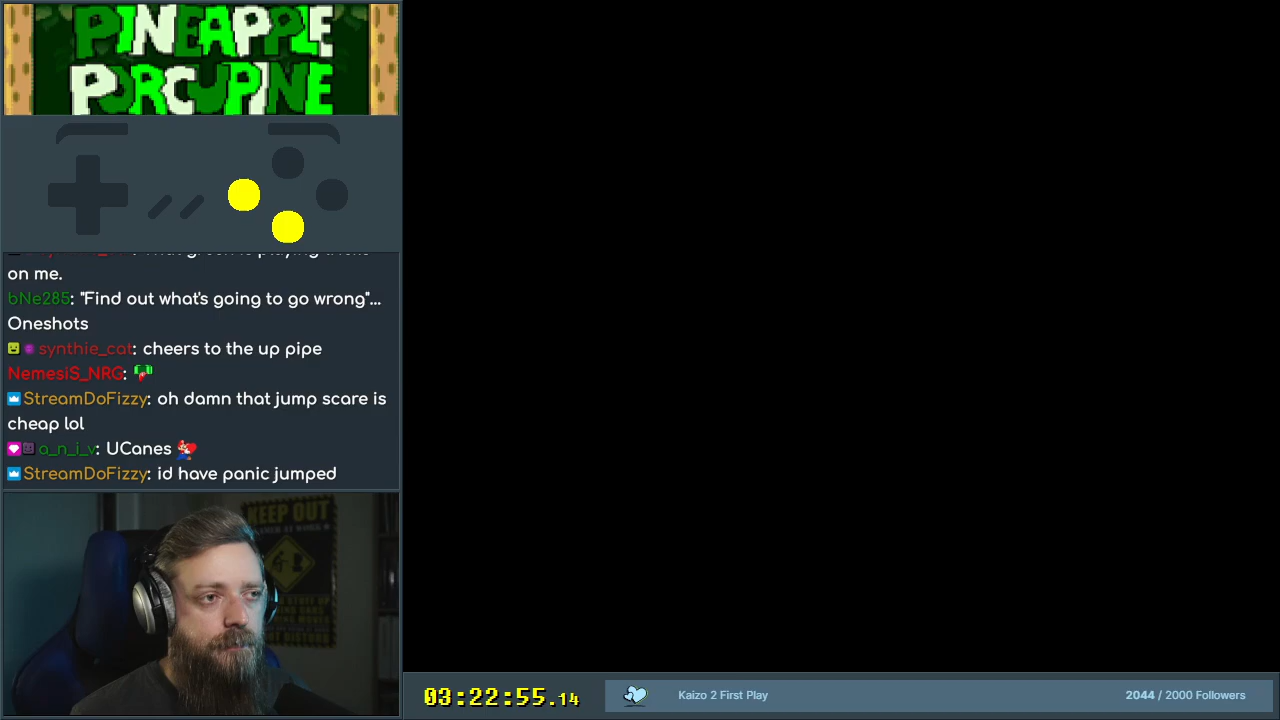 PINEAPPLE
PORCUPINE
on me.
bNe285: "Find out what's going to go wrong"...
Oneshots
synthie_cat: cheers to the up pipe
NemesIS_NRG:
StreamDoFizzy: oh damn that jump scare is
cheap lol
a_n_i_v: UCanes
StreamDoFizzy: id have panic jumped
KEEP OUT
03:22:55.14
Kaizo 2 First Play
2044 / 2000 Followers